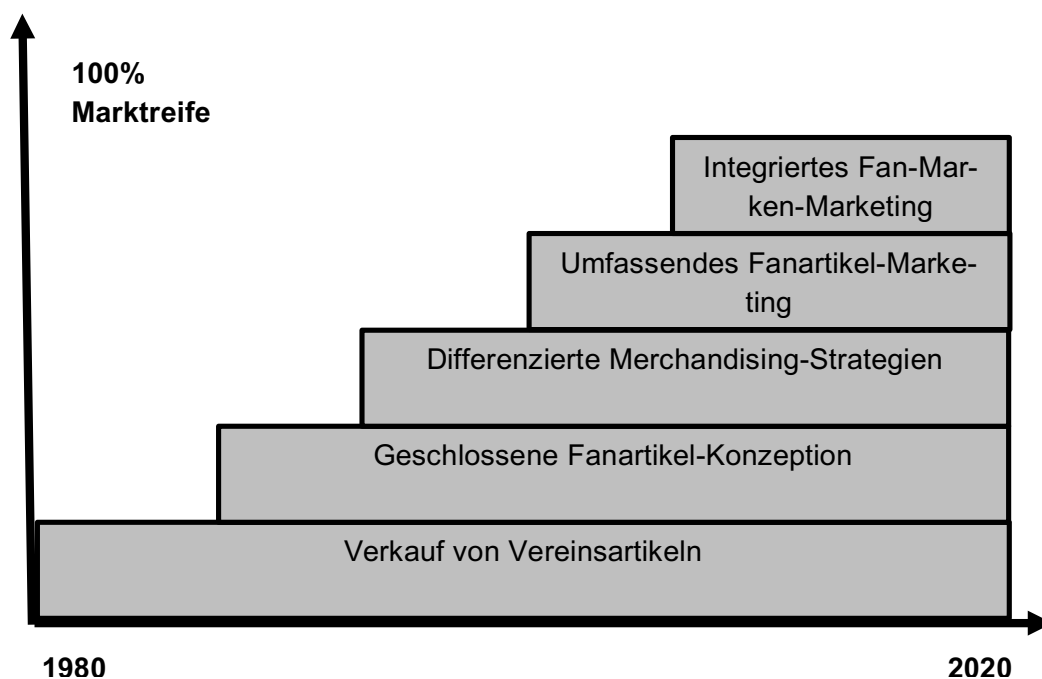 100%
Marktreife
Integriertes Fan-Mar-
ken-Marketing
Umfassendes Fanartikel-Marke-
ting
Differenzierte Merchandising-Strategien
Geschlossene Fanartikel-Konzeption
Verkauf von Vereinsartikeln
1980
2020